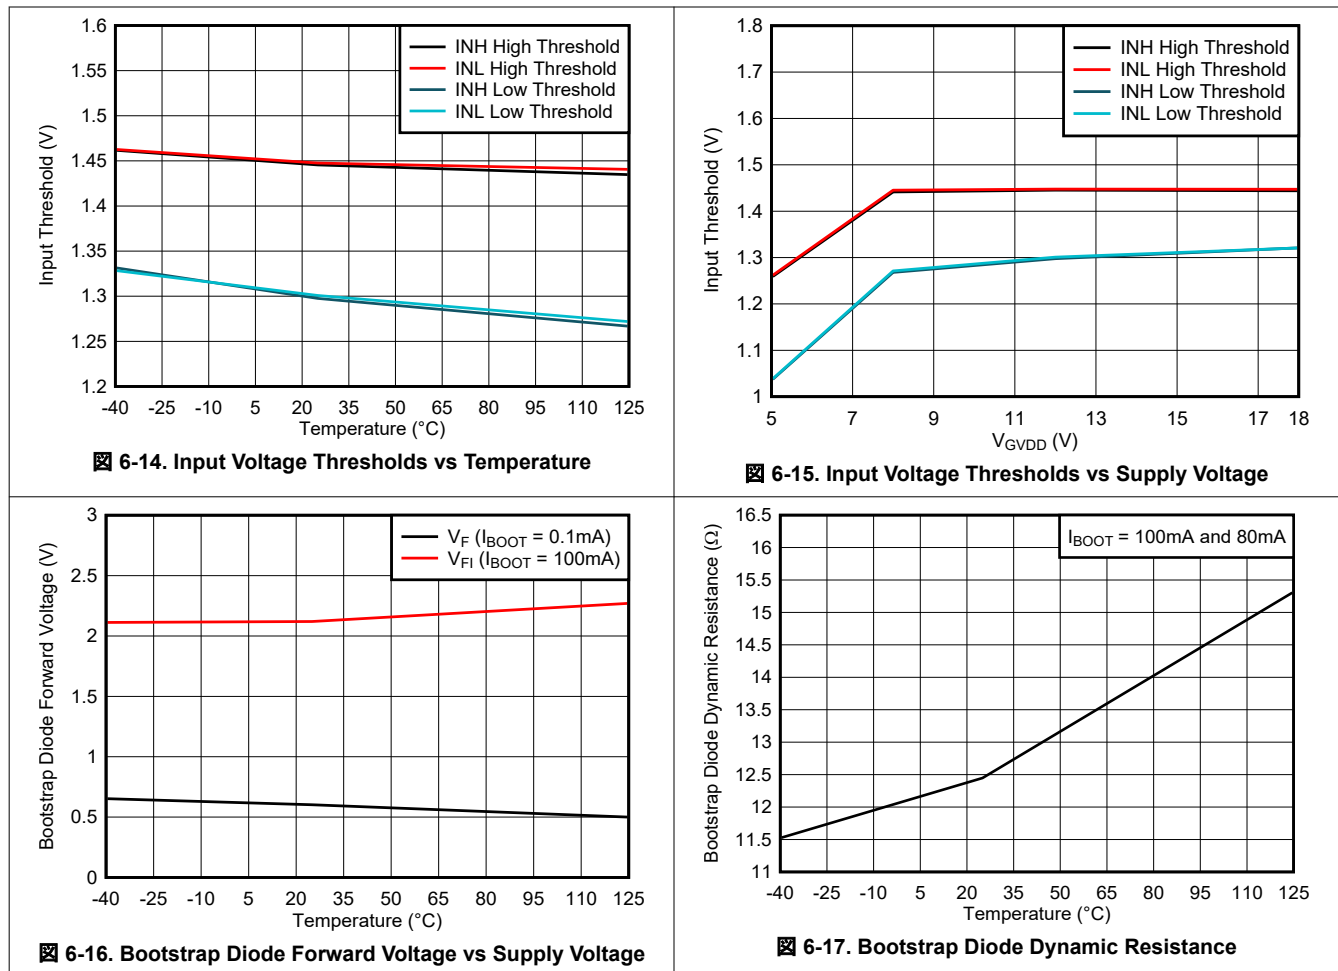 1.6
1.55
1.5
1.45
1.4
1.35
1.3
1.25
1.2
Input Threshold (V)
INH High Threshold
INL High Threshold
INH Low Threshold
INL Low Threshold
-40 -25 -10 5 20 35 50 65 80 95 110 125
Temperature (°C)
図 6-14. Input Voltage Thresholds vs Temperature
1.8
1.7
1.6
1.5
1.4
1.3
1.2
1.1
1
Input Threshold (V)
INH High Threshold
INL High Threshold
INH Low Threshold
INL Low Threshold
5 7 9 11 13 15 17 18
VGVDD (V)
図 6-15. Input Voltage Thresholds vs Supply Voltage
3
2.5
2
1.5
1
0.5
0
Bootstrap Diode Forward Voltage (V)
VF (IBOOT = 0.1mA)
VFI (IBOOT = 100mA)
-40 -25 -10 5 20 35 50 65 80 95 110 125
Temperature (°C)
図 6-16. Bootstrap Diode Forward Voltage vs Supply Voltage
16.5
16
15.5
15
14.5
14
13.5
13
12.5
12
11.5
11
Bootstrap Diode Dynamic Resistance (Ω)
IBOOT = 100mA and 80mA
-40 -25 -10 5 20 35 50 65 80 95 110 125
Temperature (°C)
図 6-17. Bootstrap Diode Dynamic Resistance